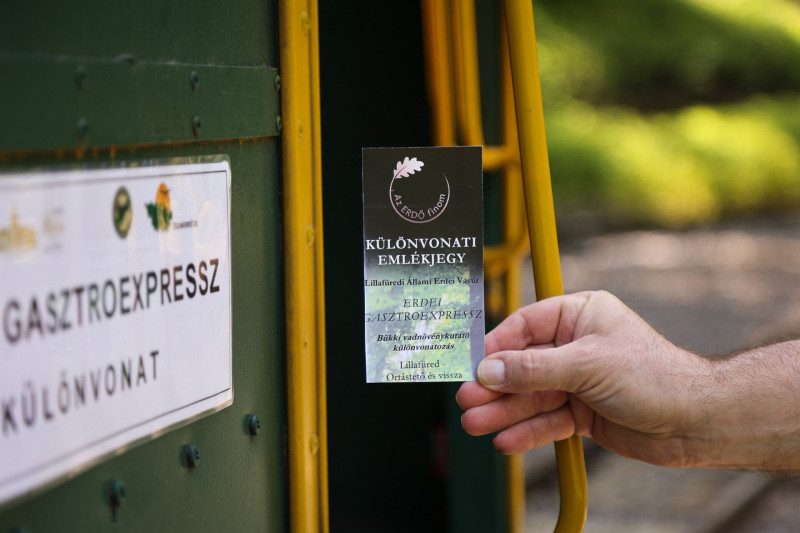 GASZTROEXPRESSZ
KÜLÖNVONAT
Az ERDŐ finom
KÜLÖNVONATI
EMLÉKJEGY
Lillafüredi Állami Erdei Vasút
ERDEI
GASZTROEXPRESSZ
Bükki vadnövénykutató
különvonatozás
Lillafüred –
Ortástető és vissza